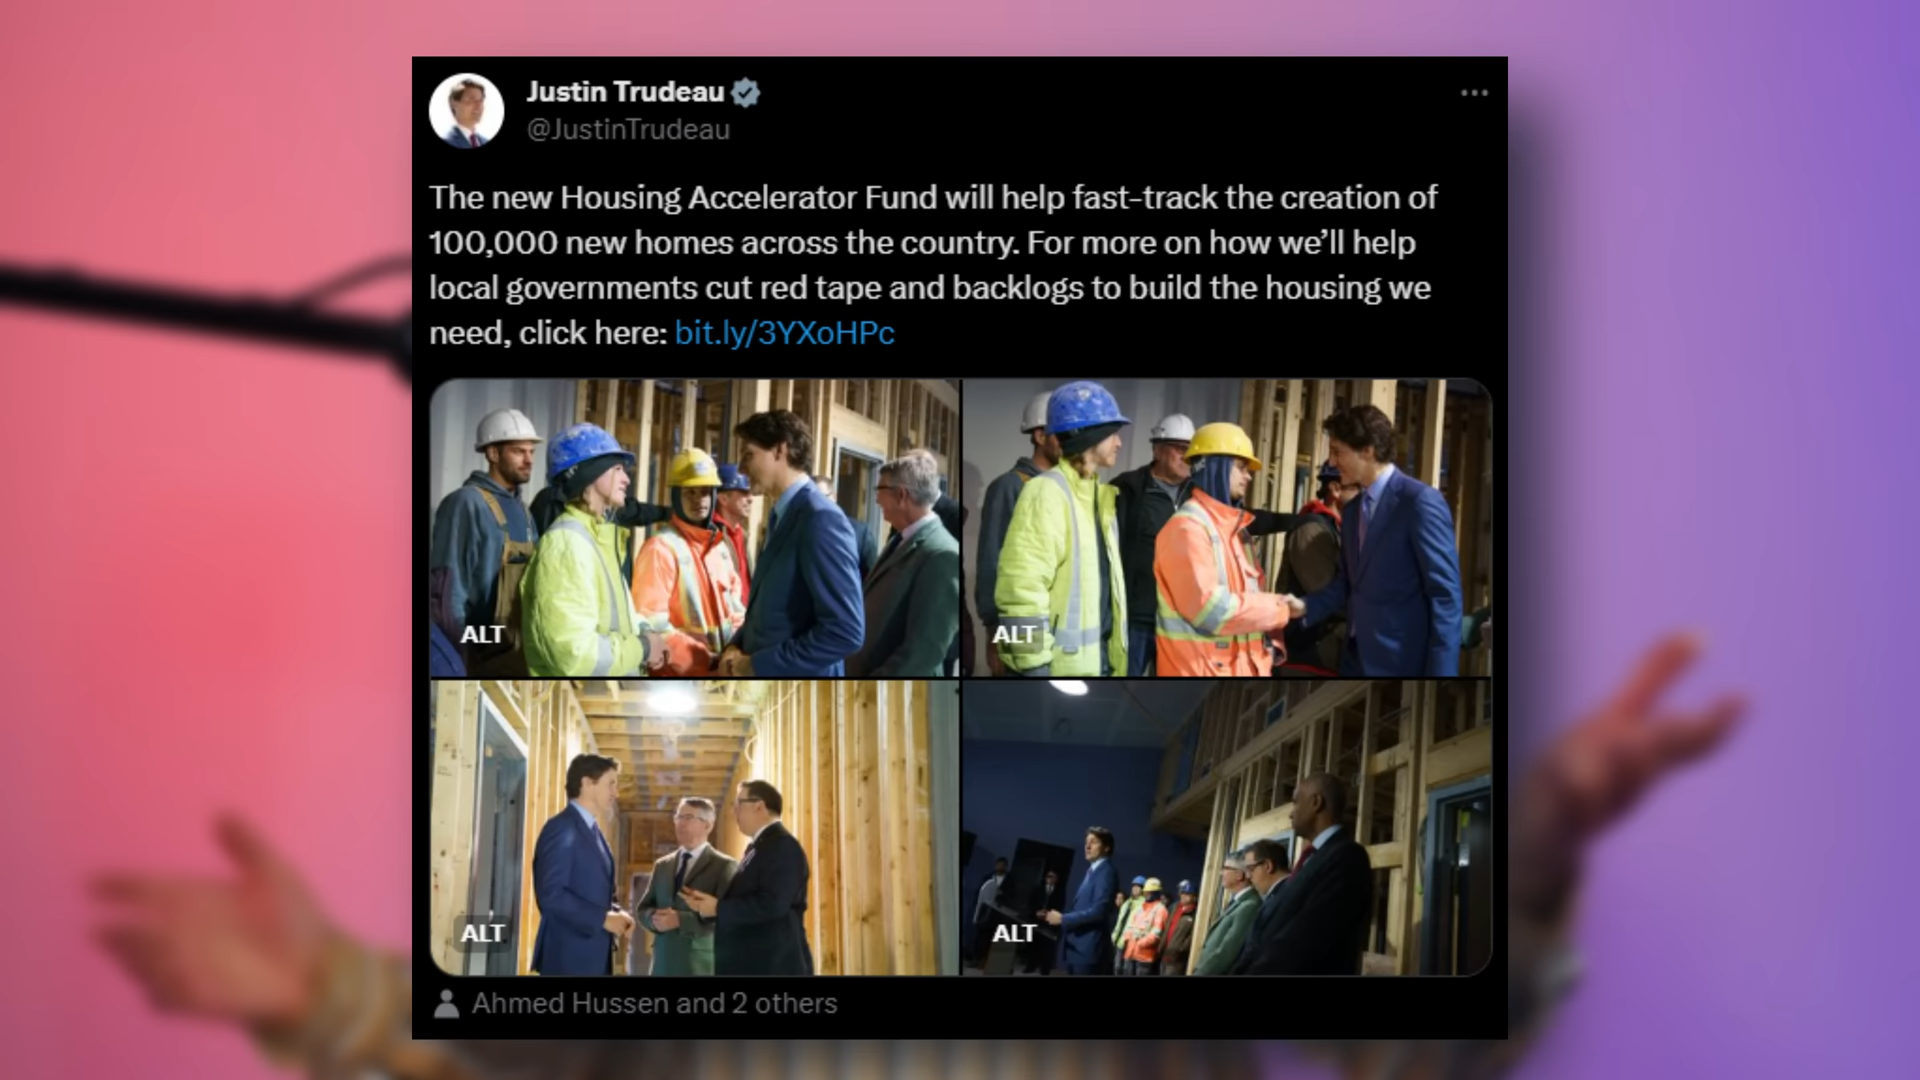 Justin Trudeau
@JustinTrudeau
The new Housing Accelerator Fund will help fast-track the creation of
100,000 new homes across the country. For more on how we’ll help
local governments cut red tape and backlogs to build the housing we
need, click here: bit.ly/3YXoHPc
ALT
ALT
ALT
ALT
Ahmed Hussen and 2 others